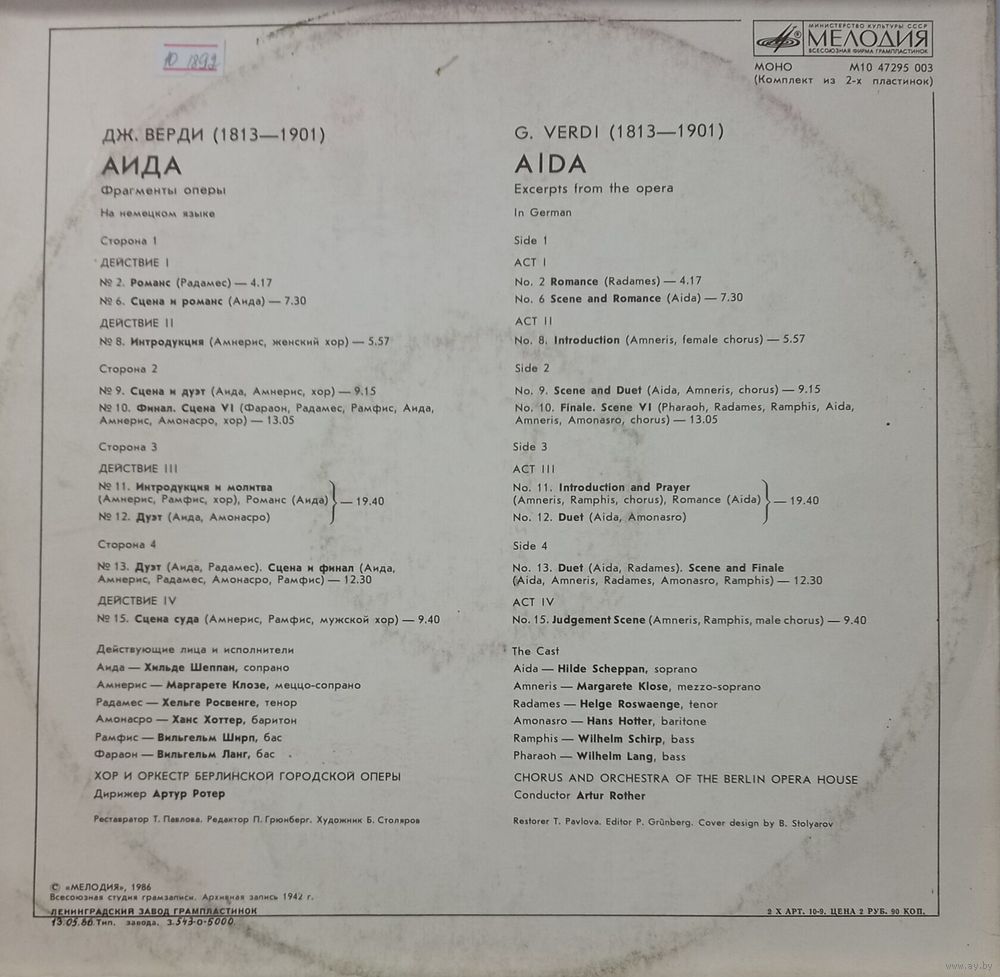 МИНИСТЕРСТВО КУЛЬТУРЫ СССР
МЕЛОДИЯ
ВСЕСОЮЗНАЯ ФИРМА ГРАМПЛАСТИНОК
МОНО М10 47295 003
(Комплект из 2-х пластинок)
Ю 1892
ДЖ. ВЕРДИ (1813—1901)
АИДА
Фрагменты оперы
На немецком языке
Сторона 1
ДЕЙСТВИЕ I
№ 2. Романс (Радамес) — 4.17
№ 6. Сцена и романс (Аида) — 7.30
ДЕЙСТВИЕ II
№ 8. Интродукция (Амнерис, женский хор) — 5.57
Сторона 2
№ 9. Сцена и дуэт (Аида, Амнерис, хор) — 9.15
№ 10. Финал. Сцена VI (Фараон, Радамес, Рамфис, Аида,
Амнерис, Амонасро, хор) — 13.05
Сторона 3
ДЕЙСТВИЕ III
№ 11. Интродукция и молитва
(Амнерис, Рамфис, хор), Романс (Аида)
№ 12. Дуэт (Аида, Амонасро)
— 19.40
Сторона 4
№ 13. Дуэт (Аида, Радамес). Сцена и финал (Аида,
Амнерис, Радамес, Амонасро, Рамфис) — 12.30
ДЕЙСТВИЕ IV
№ 15. Сцена суда (Амнерис, Рамфис, мужской хор) — 9.40
Действующие лица и исполнители
Аида — Хильде Шеппан, сопрано
Амнерис — Маргарете Клозе, меццо-сопрано
Радамес — Хельге Росвенге, тенор
Амонасро — Ханс Хоттер, баритон
Рамфис — Вильгельм Ширп, бас
Фараон — Вильгельм Ланг, бас
ХОР И ОРКЕСТР БЕРЛИНСКОЙ ГОРОДСКОЙ ОПЕРЫ
Дирижер Артур Ротер
Реставратор Т. Павлова. Редактор П. Грюнберг. Художник Б. Столяров
G. VERDI (1813—1901)
AIDA
Excerpts from the opera
In German
Side 1
ACT I
No. 2 Romance (Radames) — 4.17
No. 6 Scene and Romance (Aida) — 7.30
ACT II
No. 8. Introduction (Amneris, female chorus) — 5.57
Side 2
No. 9. Scene and Duet (Aida, Amneris, chorus) — 9.15
No. 10. Finale. Scene VI (Pharaoh, Radames, Ramphis, Aida,
Amneris, Amonasro, chorus) — 13.05
Side 3
ACT III
No. 11. Introduction and Prayer
(Amneris, Ramphis, chorus), Romance (Aida)
No. 12. Duet (Aida, Amonasro)
— 19.40
Side 4
No. 13. Duet (Aida, Radames). Scene and Finale
(Aida, Amneris, Radames, Amonasro, Ramphis) — 12.30
ACT IV
No. 15. Judgement Scene (Amneris, Ramphis, male chorus) — 9.40
The Cast
Aida — Hilde Scheppan, soprano
Amneris — Margarete Klose, mezzo-soprano
Radames — Helge Roswaenge, tenor
Amonasro — Hans Hotter, baritone
Ramphis — Wilhelm Schirp, bass
Pharaoh — Wilhelm Lang, bass
CHORUS AND ORCHESTRA OF THE BERLIN OPERA HOUSE
Conductor Artur Rother
Restorer T. Pavlova. Editor P. Grünberg. Cover design by B. Stolyarov
© «МЕЛОДИЯ», 1986
Всесоюзная студия грамзаписи. Архивная запись 1942 г.
ЛЕНИНГРАДСКИЙ ЗАВОД ГРАМПЛАСТИНОК
13.05.86. Тип. завода. З. 543-0-5000.
2 X АРТ. 10-9. ЦЕНА 2 РУБ. 90 КОП.
www.ay.by